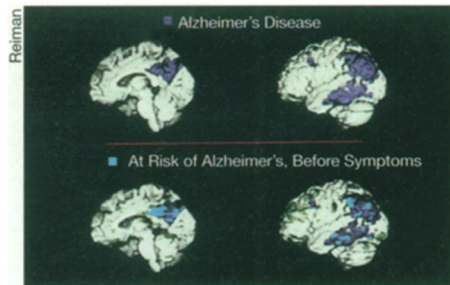 Reiman
Alzheimer's Disease
At Risk of Alzheimer's, Before Symptoms